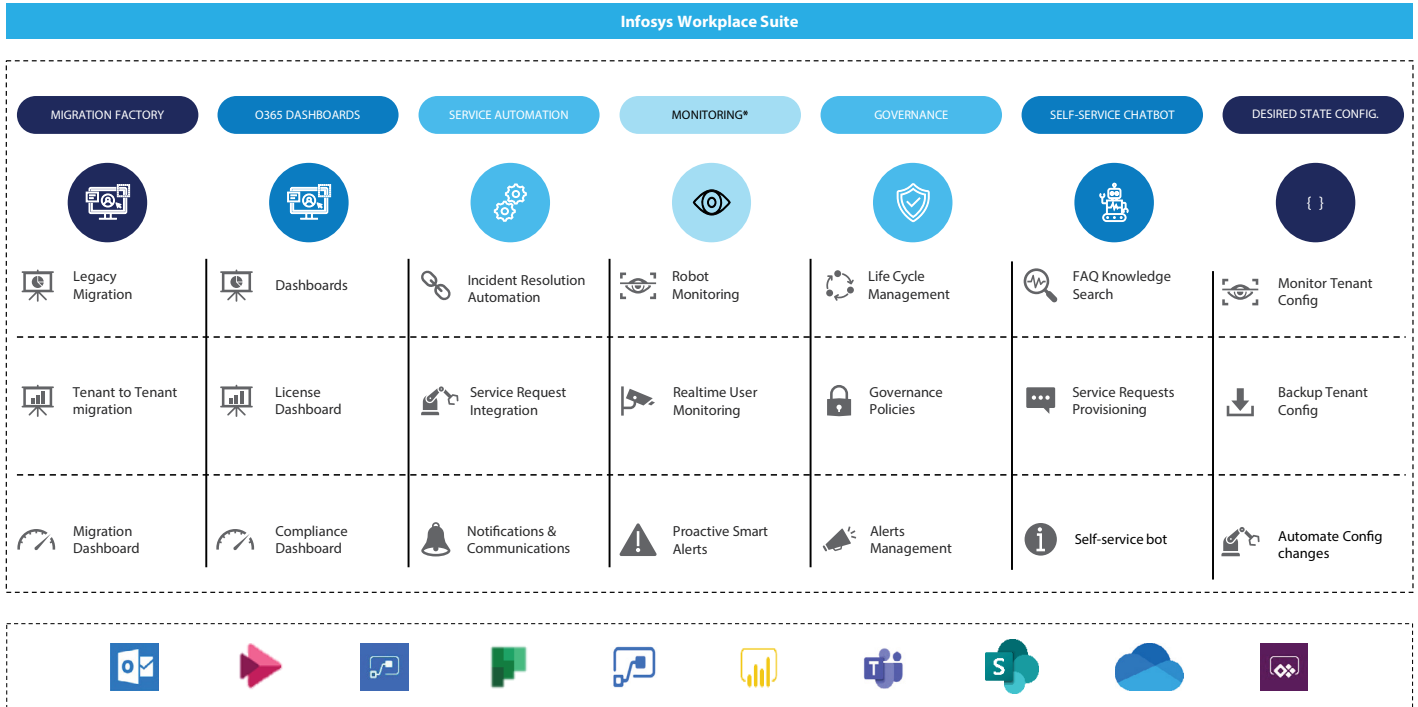 Infosys Workplace Suite
MIGRATION FACTORY
O365 DASHBOARDS
SERVICE AUTOMATION
MONITORING*
GOVERNANCE
SELF-SERVICE CHATBOT
DESIRED STATE CONFIG.
{ }
Legacy
Migration
Dashboards
Incident Resolution
Automation
Robot
Monitoring
Life Cycle
Management
FAQ Knowledge
Search
Monitor Tenant
Config
Tenant to Tenant
migration
License
Dashboard
Service Request
Integration
Realtime User
Monitoring
Governance
Policies
Service Requests
Provisioning
Backup Tenant
Config
Migration
Dashboard
Compliance
Dashboard
Notifications &
Communications
Proactive Smart
Alerts
Alerts
Management
Self-service bot
Automate Config
changes